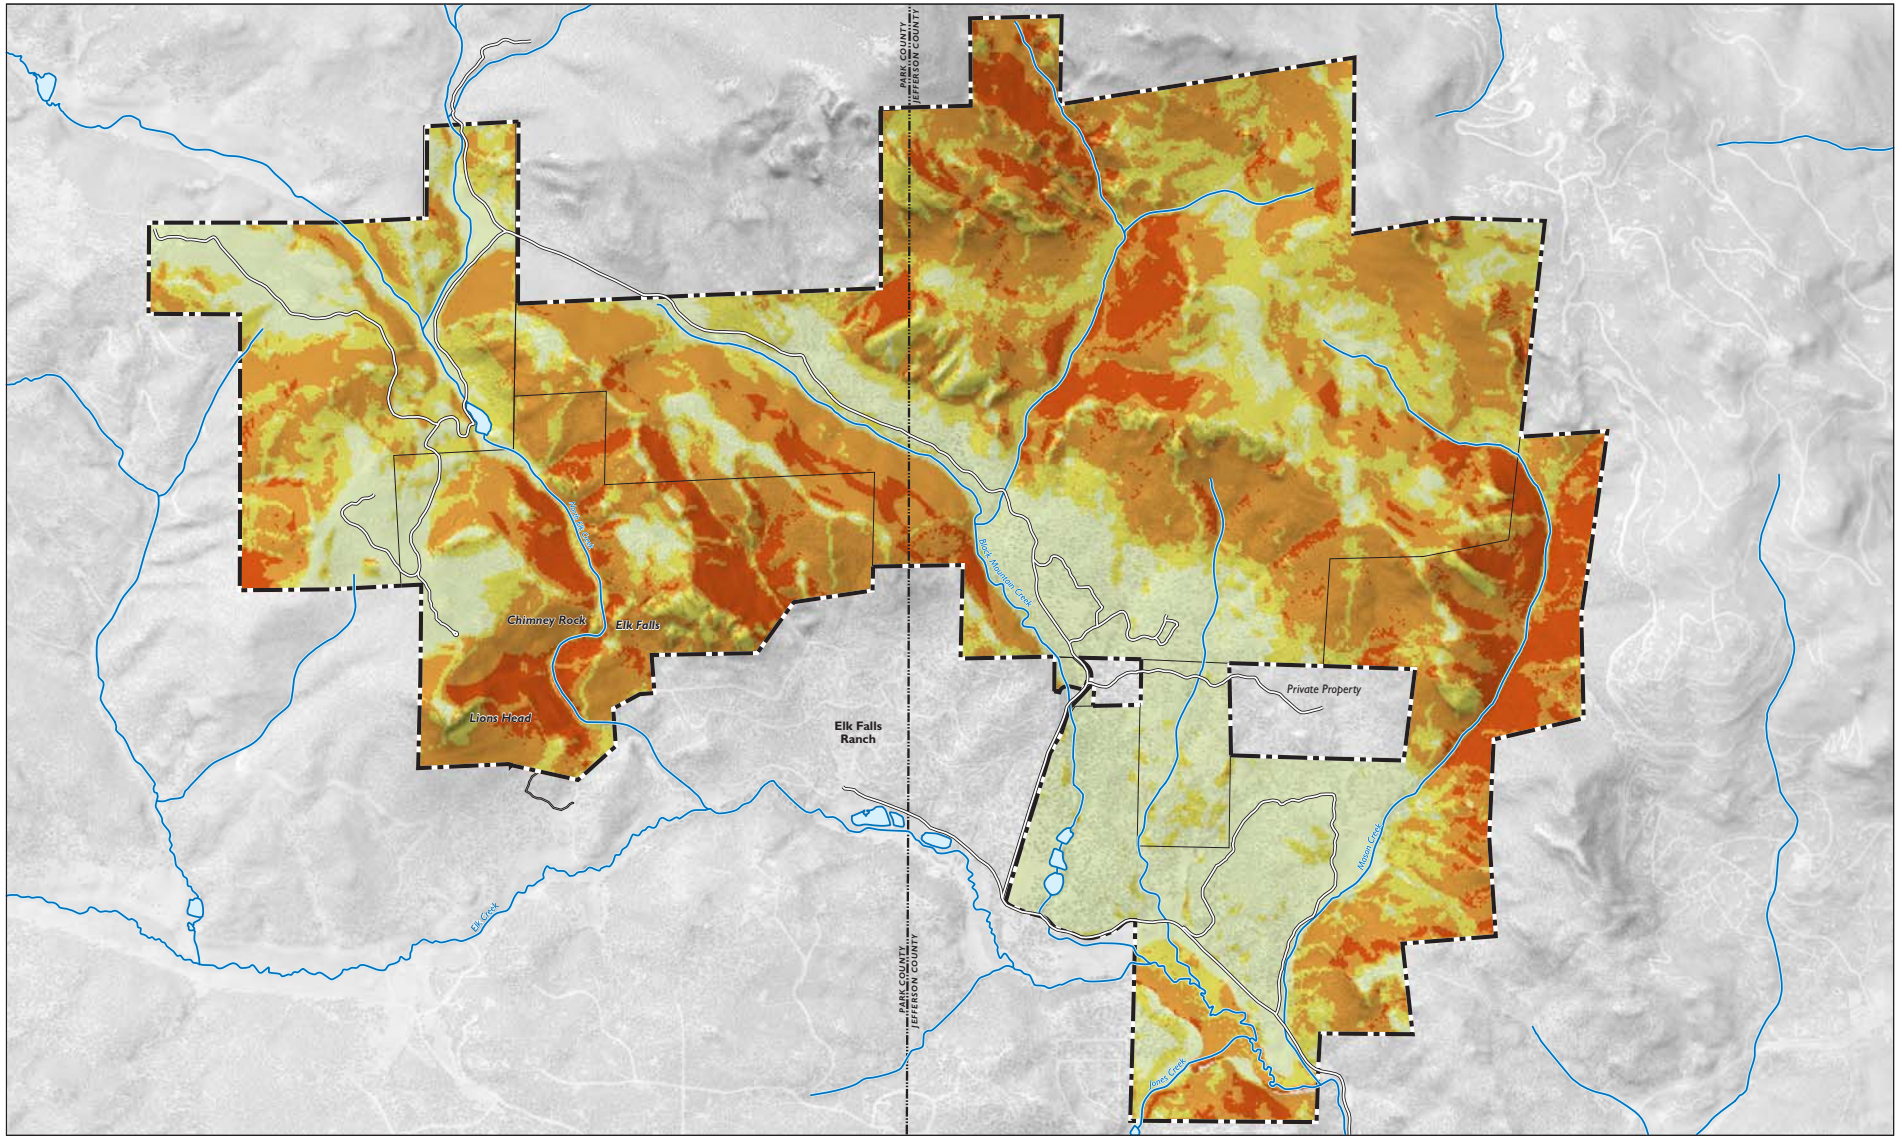 PARK COUNTY
JEFFERSON COUNTY
Black Mountain Creek
Chimney Rock
Elk Falls
Private Property
Lions Head
Elk Falls
Ranch
Mason Creek
Elk Creek
PARK COUNTY
JEFFERSON COUNTY
Jones Creek